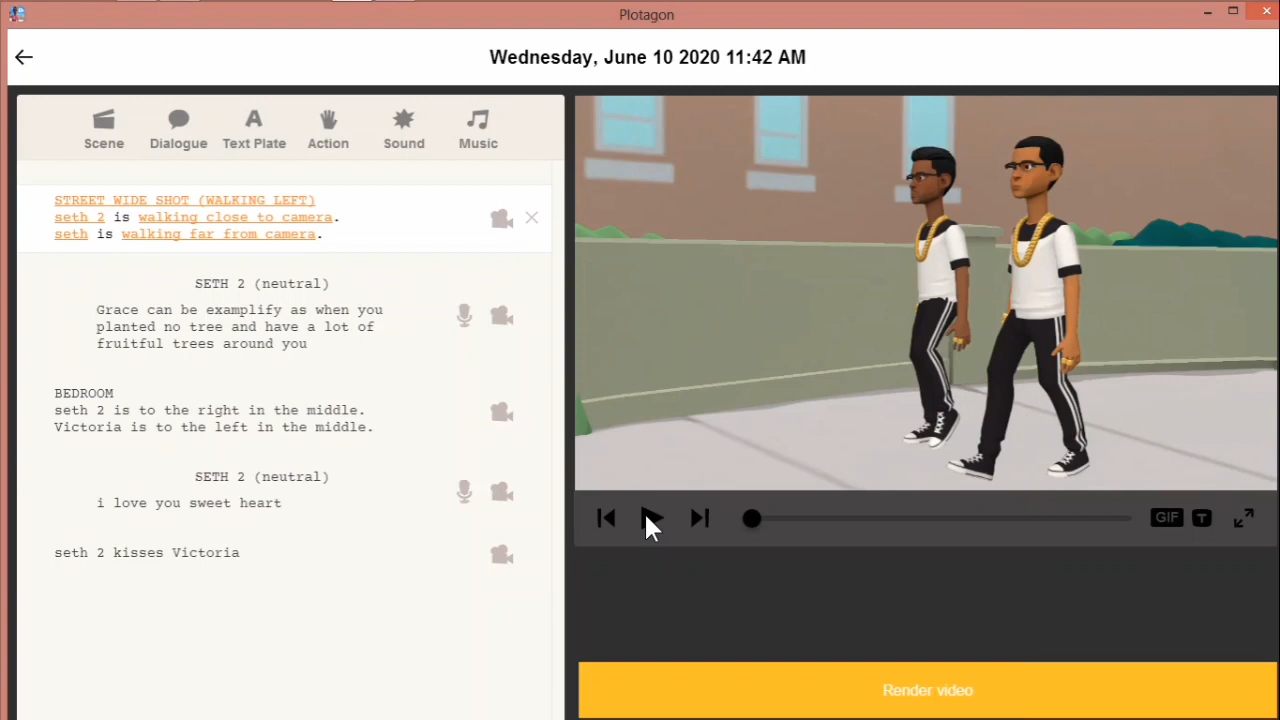 Plotagon
Wednesday, June 10 2020 11:42 AM
Scene Dialogue Text Plate Action Sound Music
STREET WIDE SHOT (WALKING LEFT)
seth 2 is walking close to camera.
seth is walking far from camera.
SETH 2 (neutral)
Grace can be examplify as when you
planted no tree and have a lot of
fruitful trees around you
BEDROOM
seth 2 is to the right in the middle.
Victoria is to the left in the middle.
SETH 2 (neutral)
i love you sweet heart
seth 2 kisses Victoria
GIF T
Render video